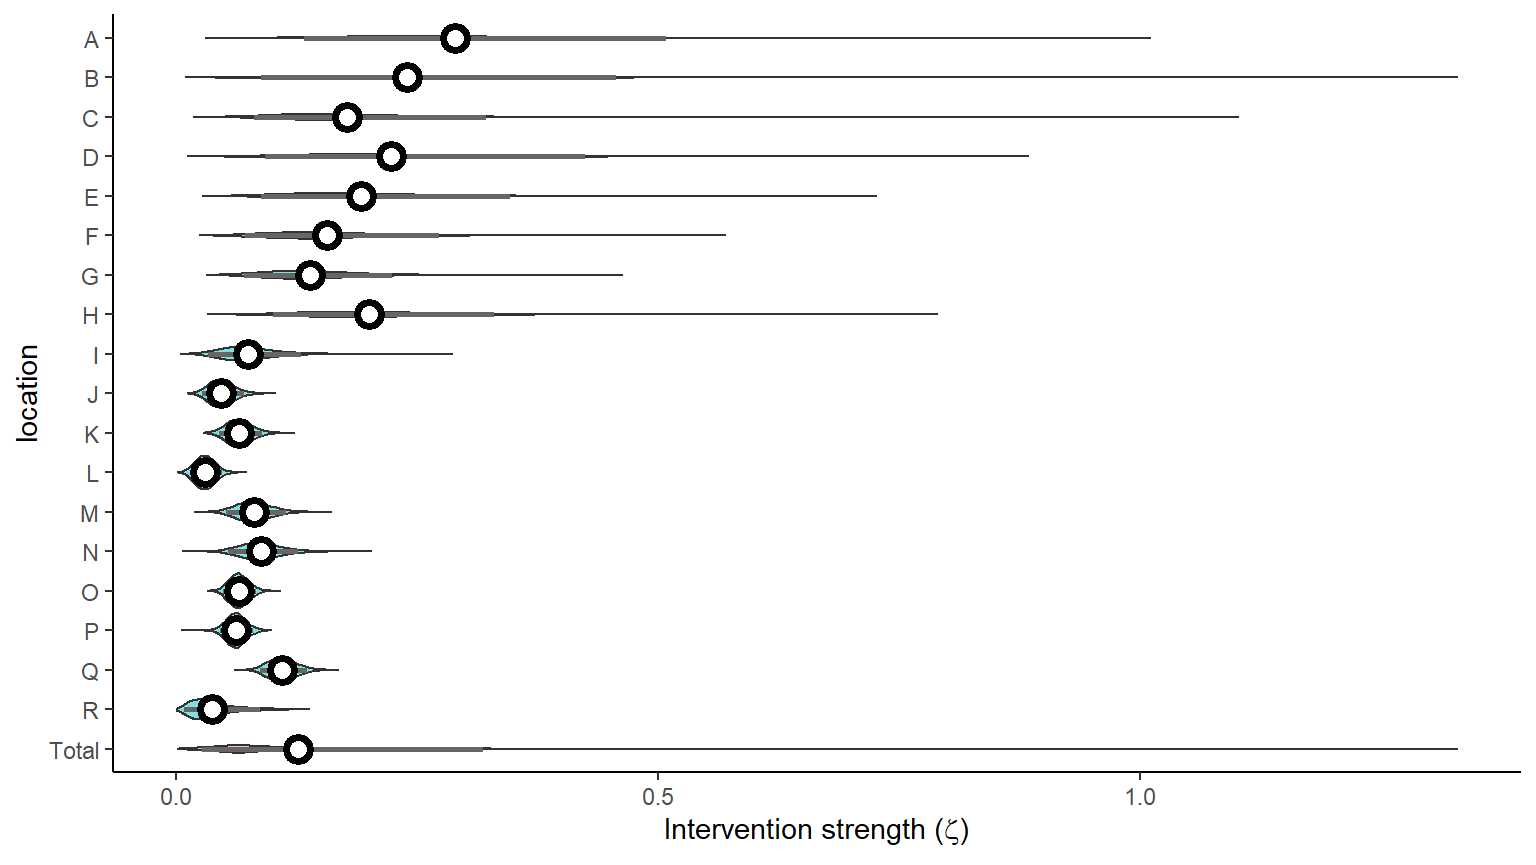 A
B
C
D
E
F
G
H
I
J
K
L
M
N
O
P
Q
R
Total
location
0.0 0.5 1.0
Intervention strength (ζ)